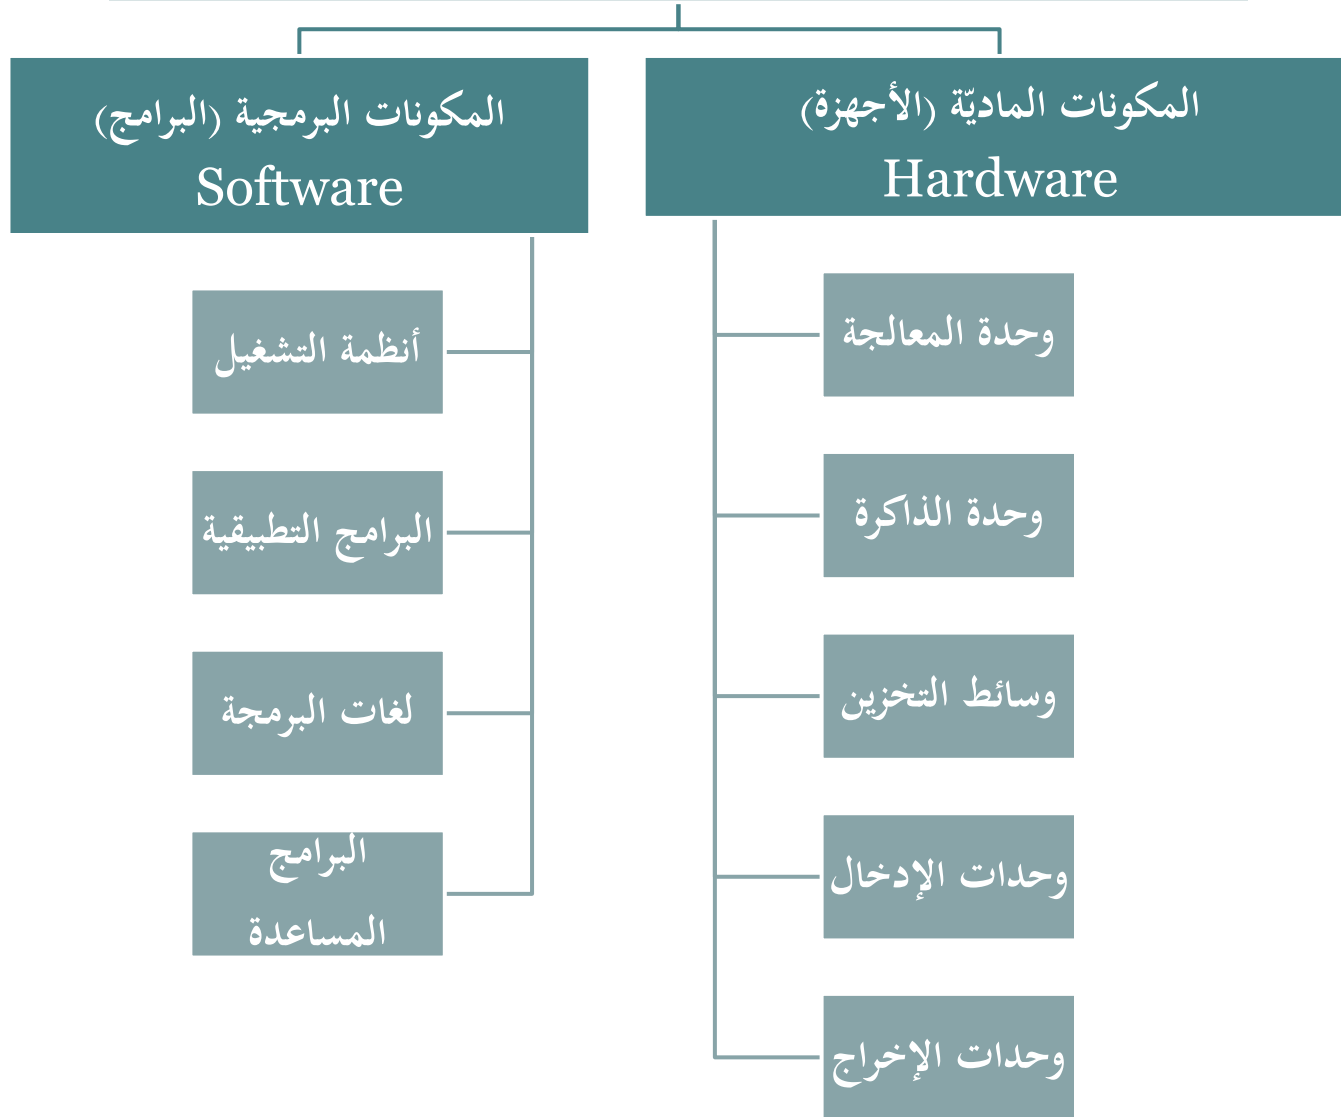 المكونات الماديّة (الأجهزة)
Hardware
وحدة المعالجة
وحدة الذاكرة
وسائط التخزين
وحدات الإدخال
وحدات الإخراج
المكونات البرمجية (البرامج)
Software
أنظمة التشغيل
البرامج التطبيقية
لغات البرمجة
البرامج
المساعدة